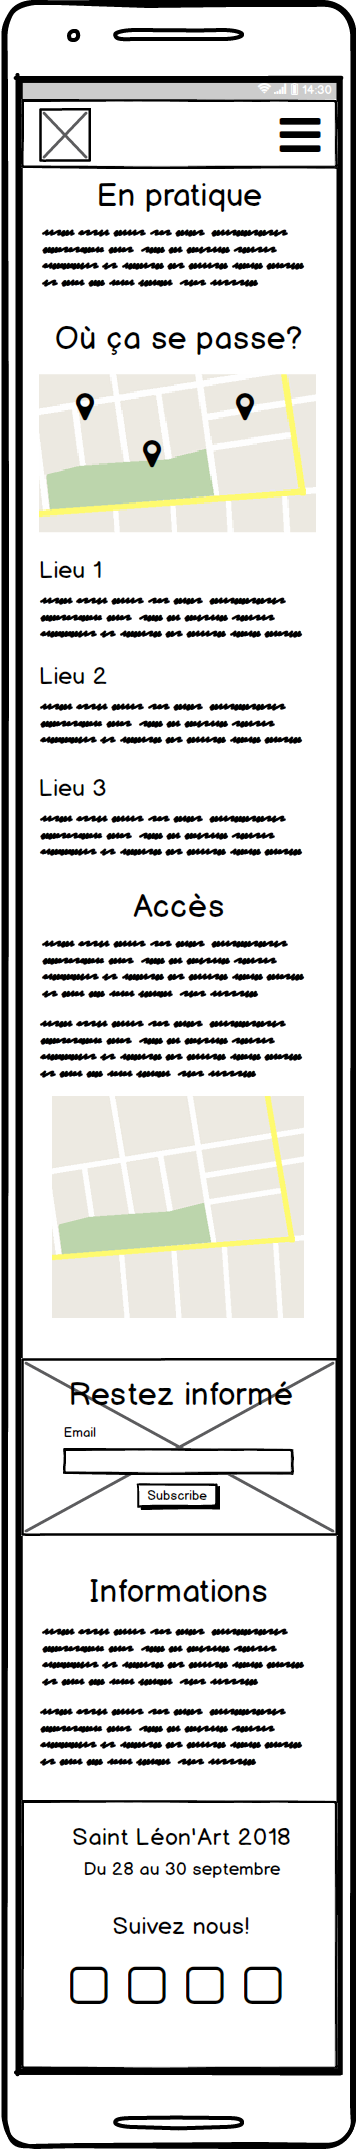 14:30
En pratique
Où ça se passe?
Lieu 1
Lieu 2
Lieu 3
Accès
Restez informé
Email
Subscribe
Informations
Saint Léon'Art 2018
Du 28 au 30 septembre
Suivez nous!